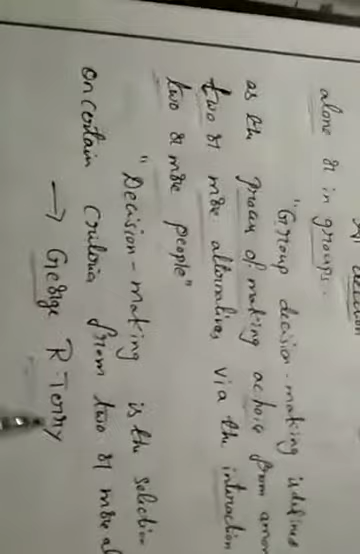 decision
alone or in groups.
"Group decision-making is defined
as the process of making a choice from among
two or more alternatives via the interaction
two or more people"
"Decision-making is the selection
on certain criteria from two or more al
→ George R. Terry